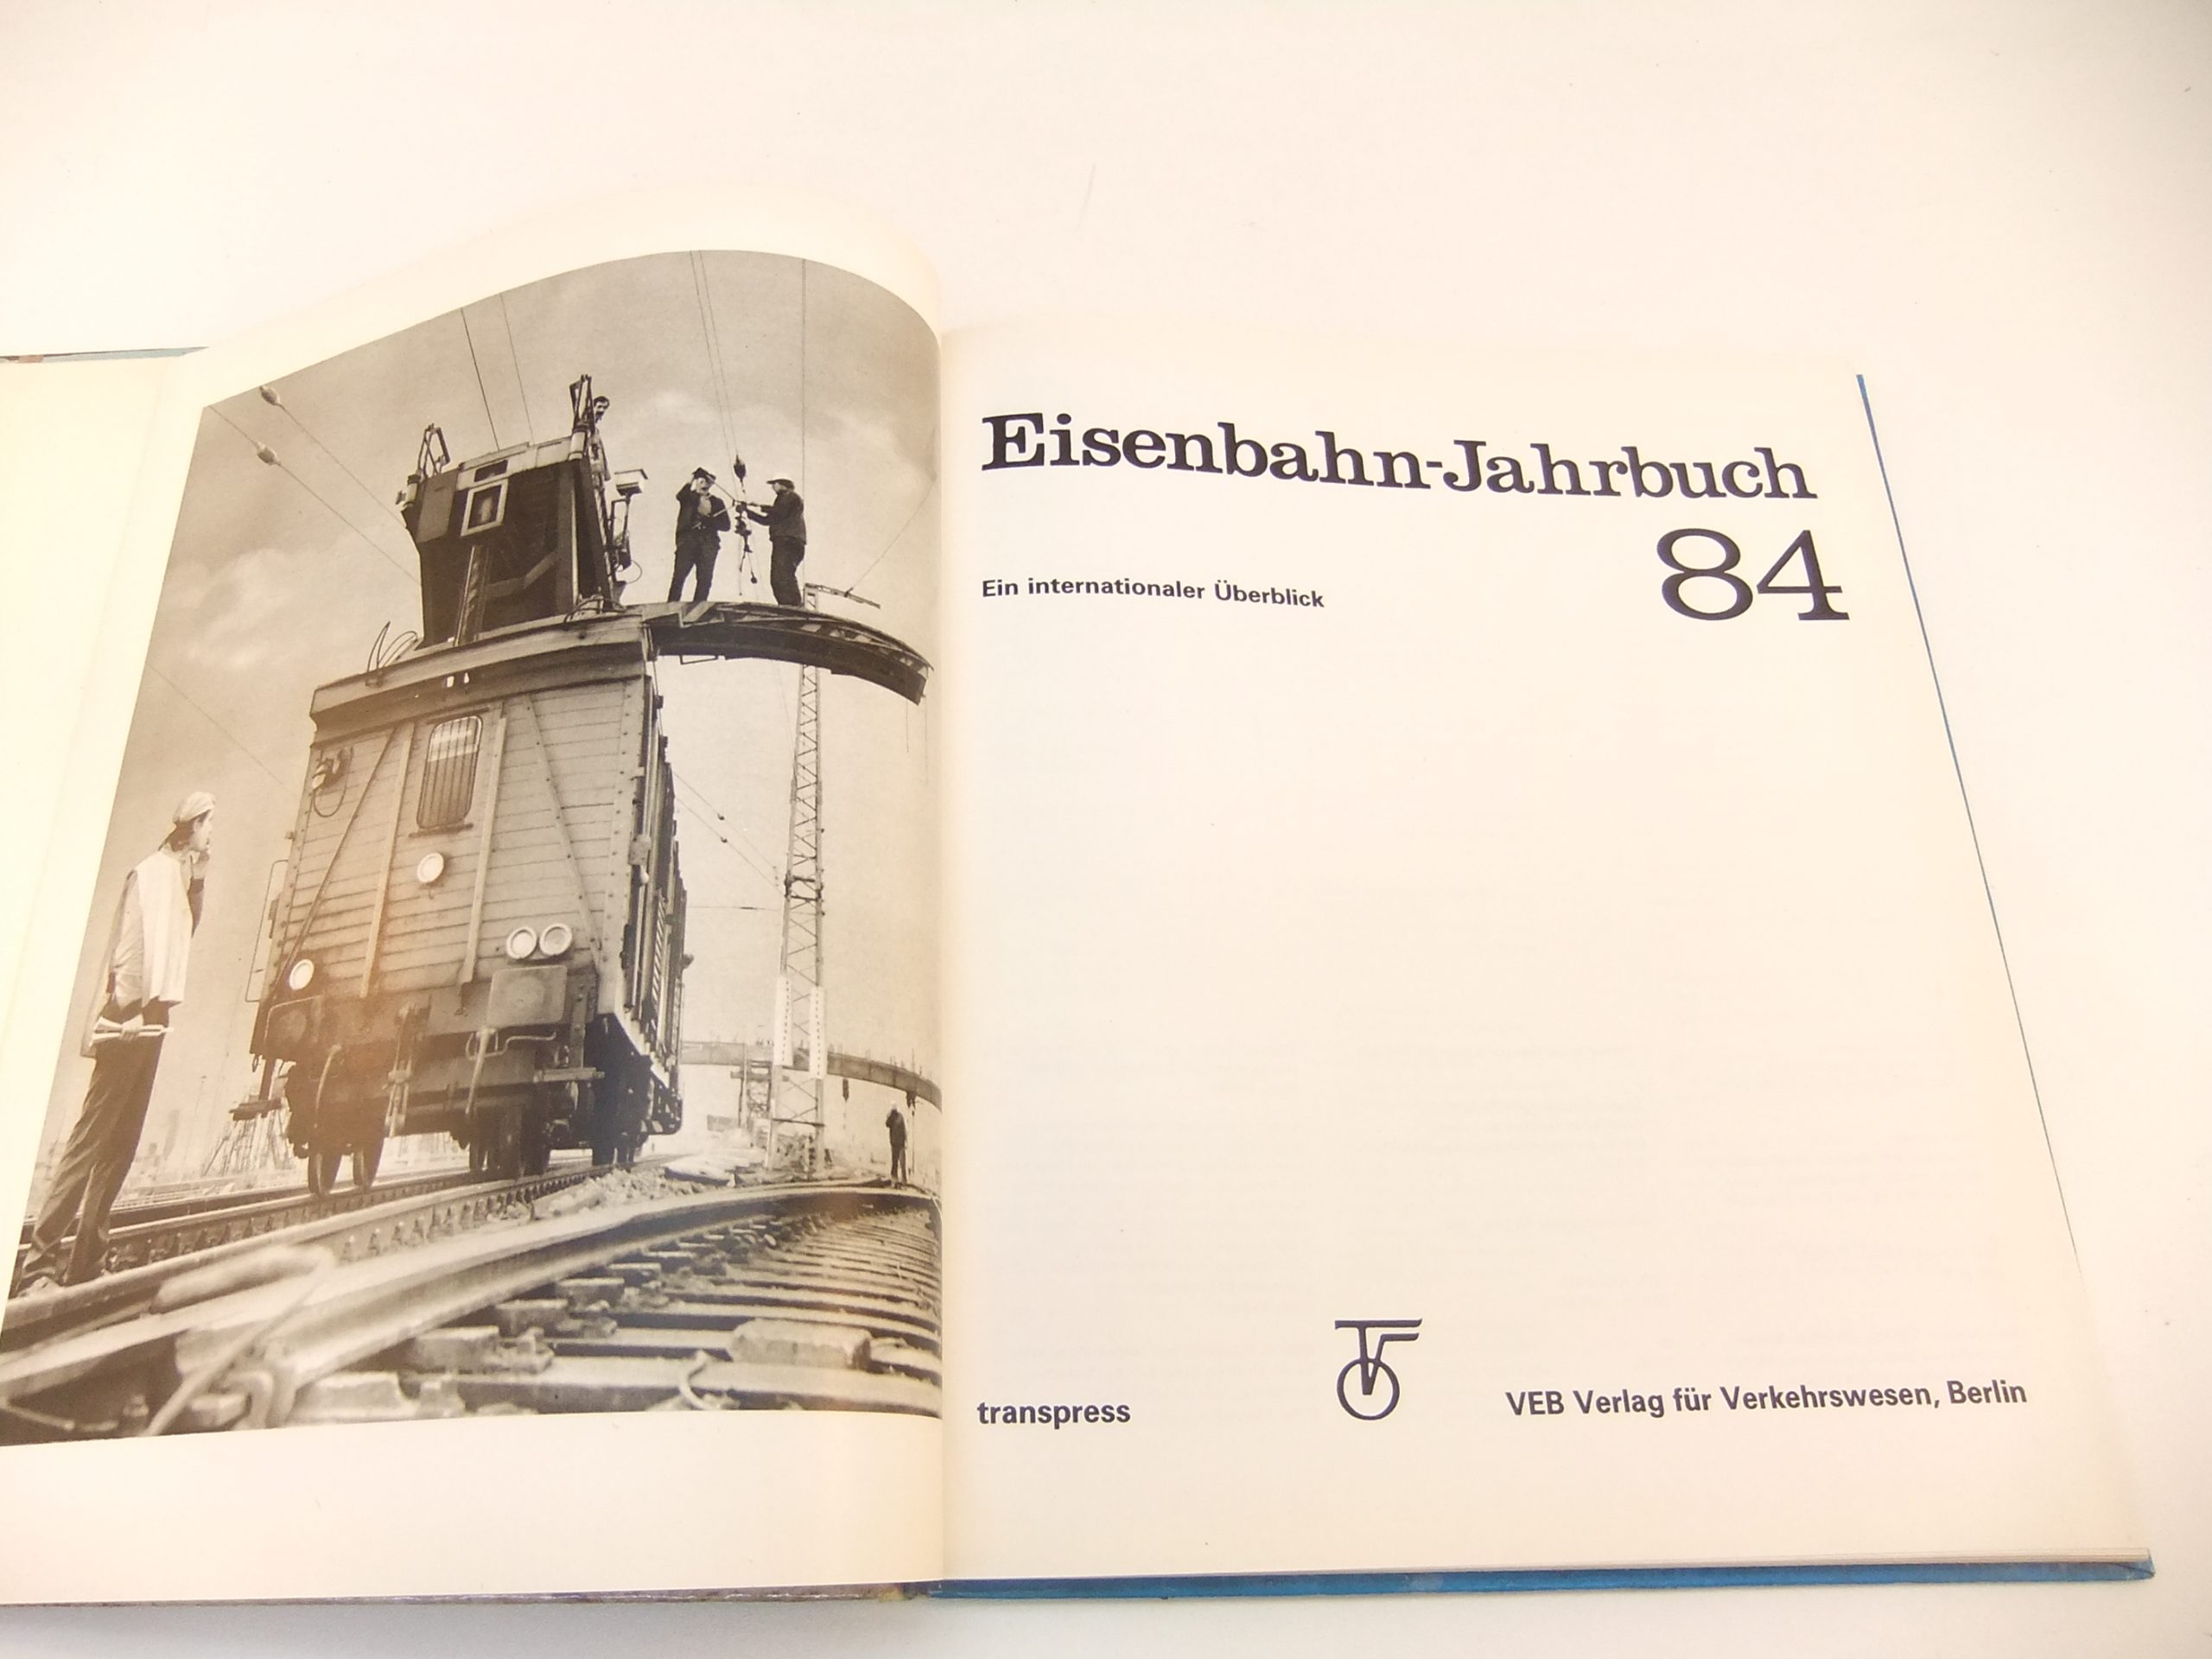 Eisenbahn-Jahrbuch
84
Ein internationaler Überblick
transpress
VEB Verlag für Verkehrswesen, Berlin